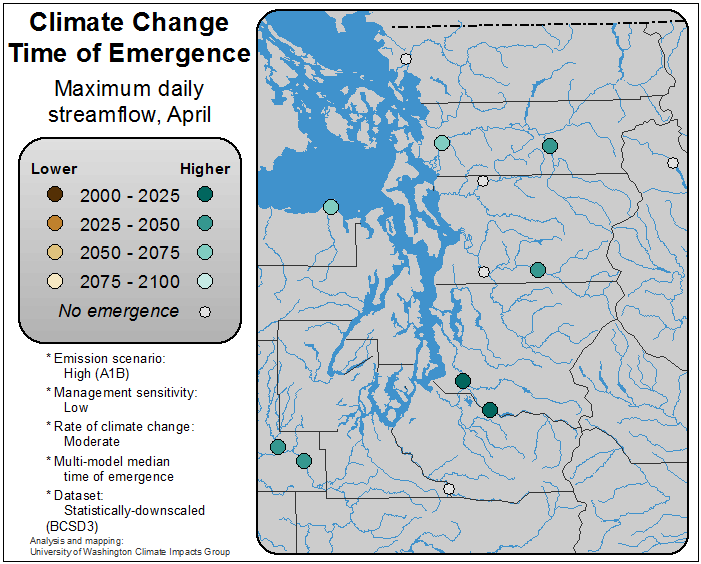 Climate Change
Time of Emergence
Maximum daily
streamflow, April
Lower Higher
2000 - 2025
2025 - 2050
2050 - 2075
2075 - 2100
No emergence
* Emission scenario:
High (A1B)
* Management sensitivity:
Low
* Rate of climate change:
Moderate
* Multi-model median
time of emergence
* Dataset:
Statistically-downscaled
(BCSD3)
Analysis and mapping:
University of Washington Climate Impacts Group